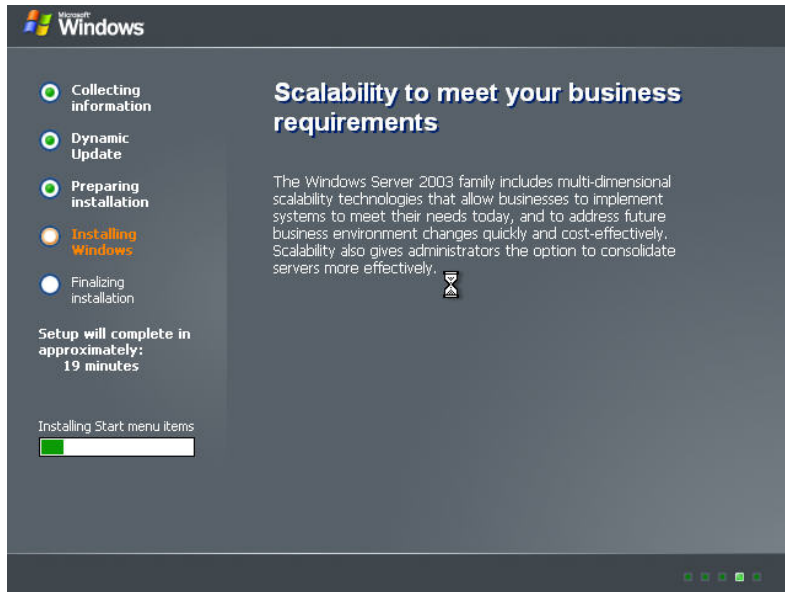 Microsoft
Windows
Collecting
information
Dynamic
Update
Preparing
installation
Installing
Windows
Finalizing
installation
Setup will complete in
approximately:
19 minutes
Installing Start menu items
Scalability to meet your business
requirements
The Windows Server 2003 family includes multi-dimensional
scalability technologies that allow businesses to implement
systems to meet their needs today, and to address future
business environment changes quickly and cost-effectively.
Scalability also gives administrators the option to consolidate
servers more effectively.